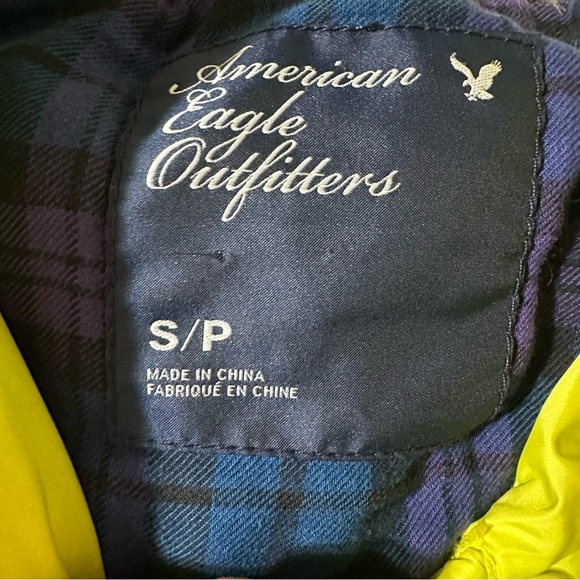 American
Eagle
Outfitters
S/P
MADE IN CHINA
FABRIQUÉ EN CHINE